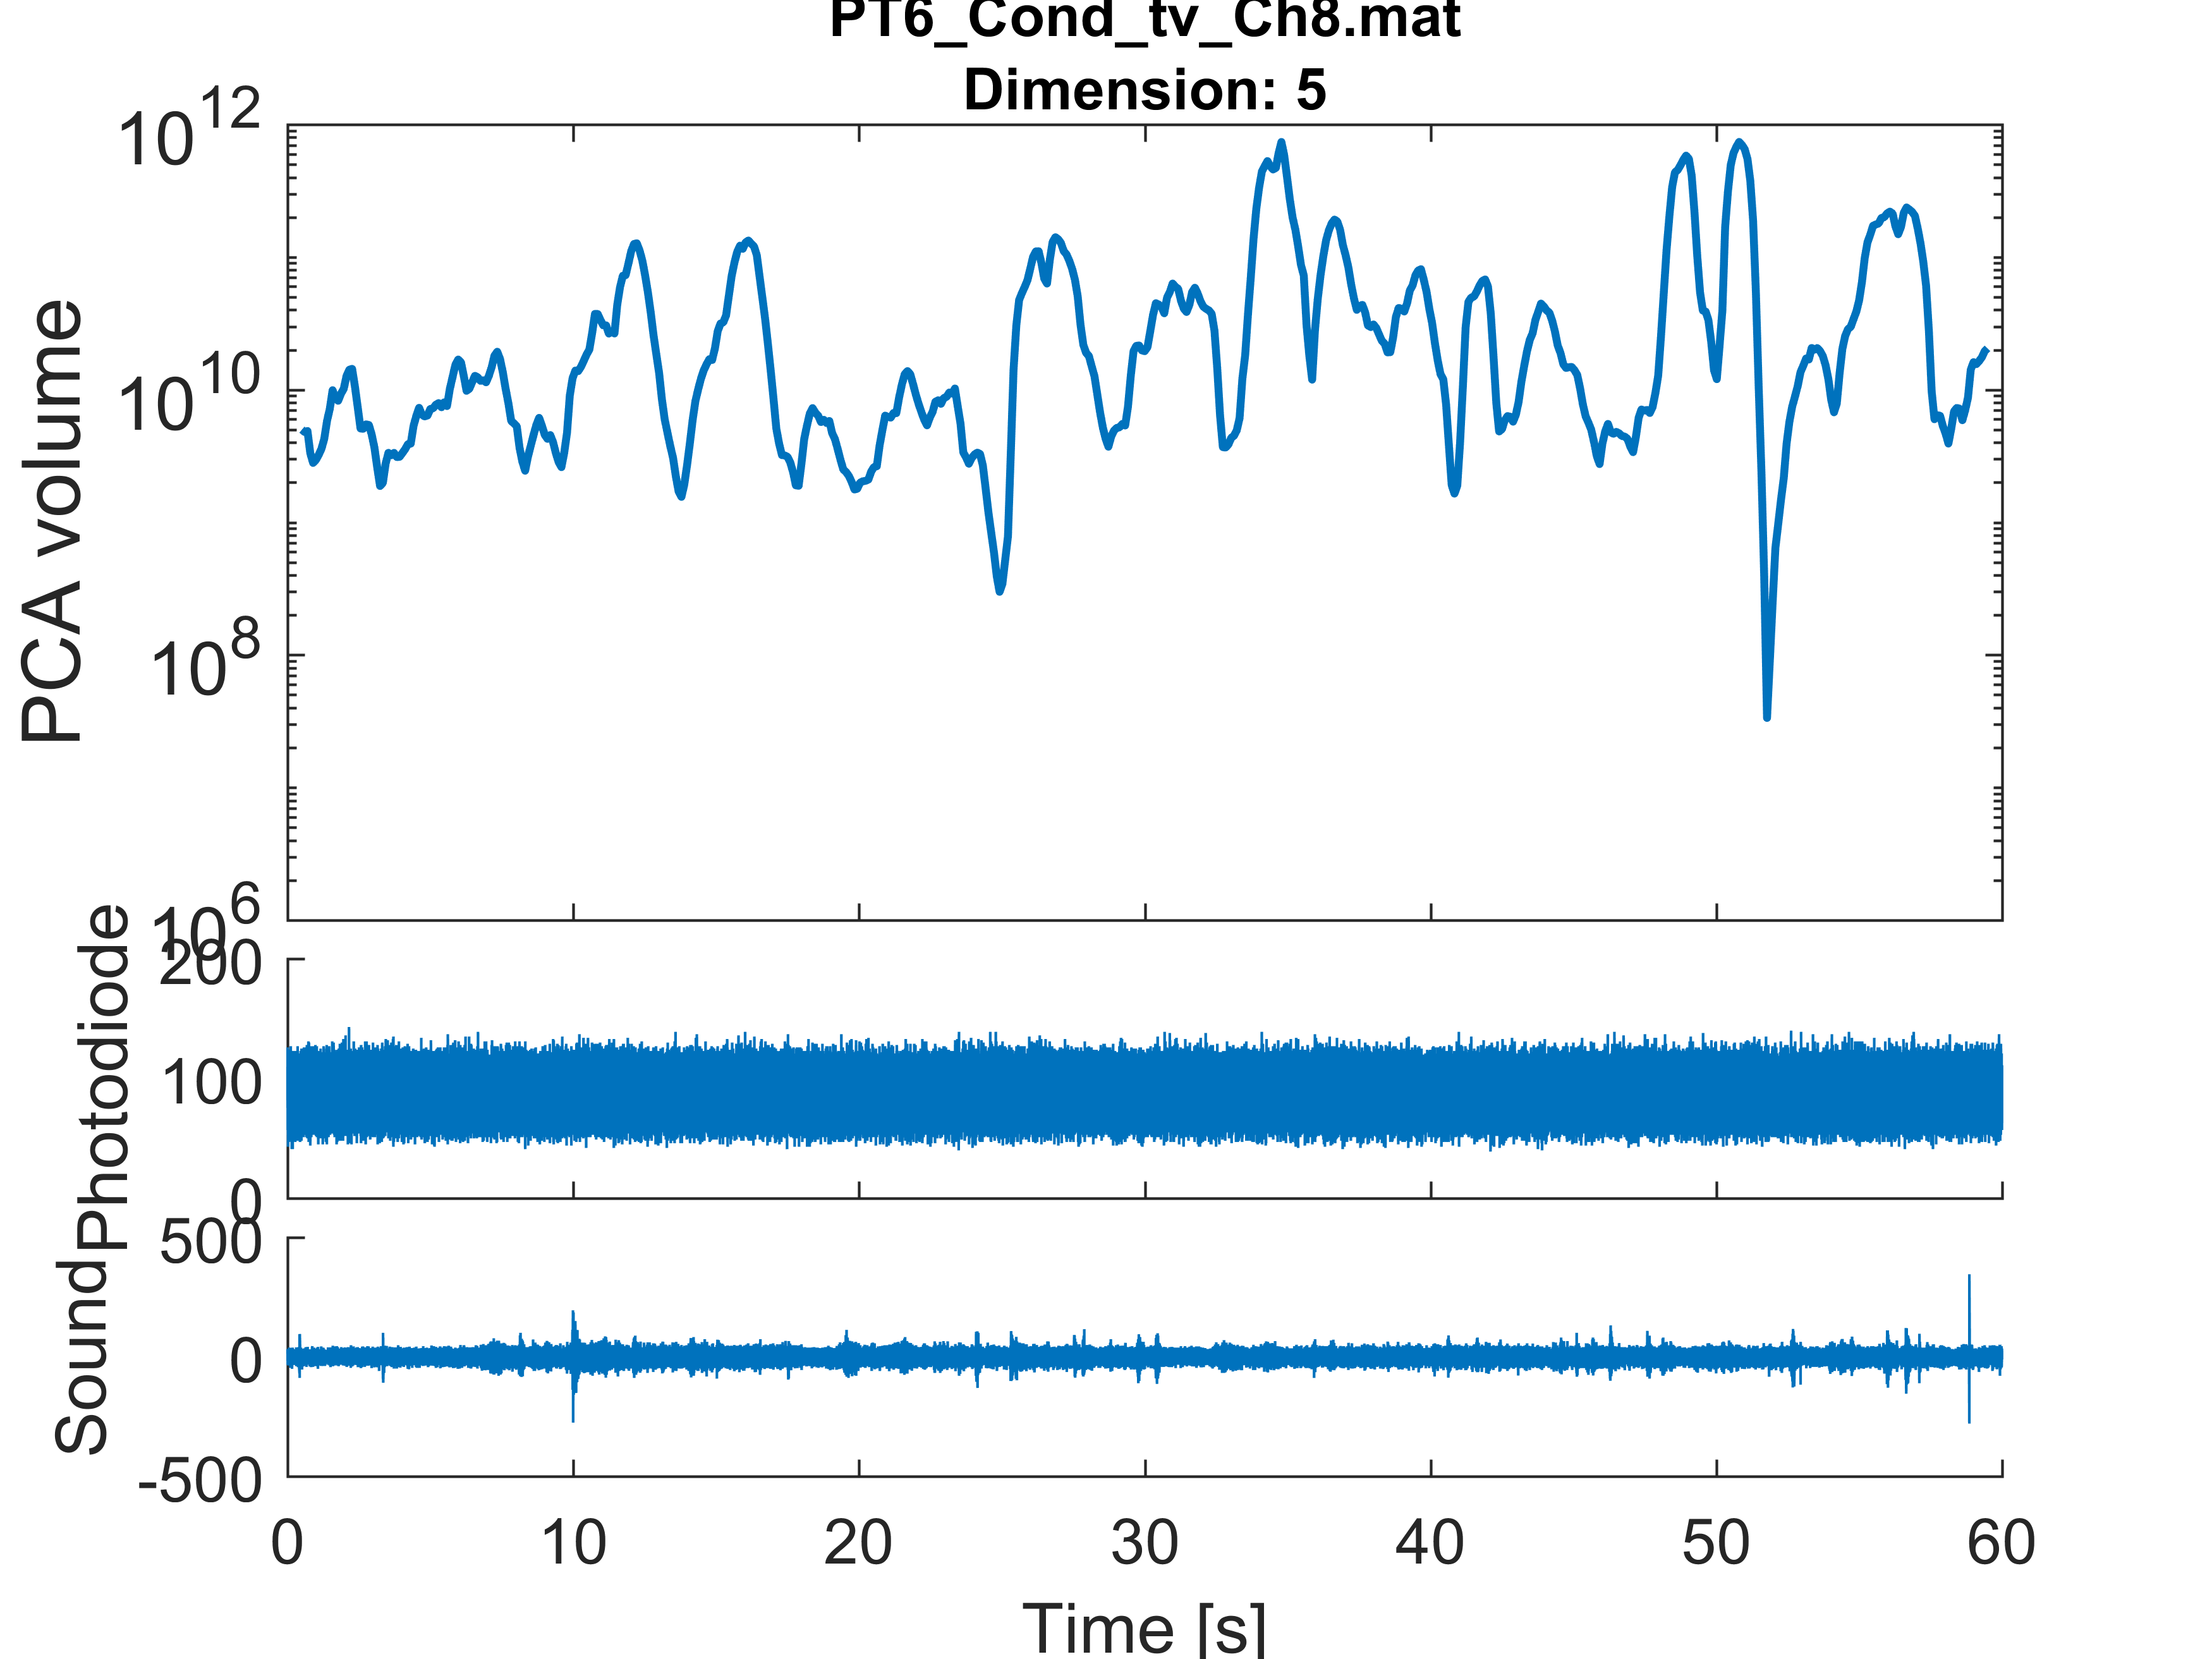 PT6_Cond_tv_Ch8.mat
Dimension: 5
PCA volume
10^12
10^10
10^8
10^6
Photodiode
200
100
0
Sound
500
0
-500
0 10 20 30 40 50 60
Time [s]